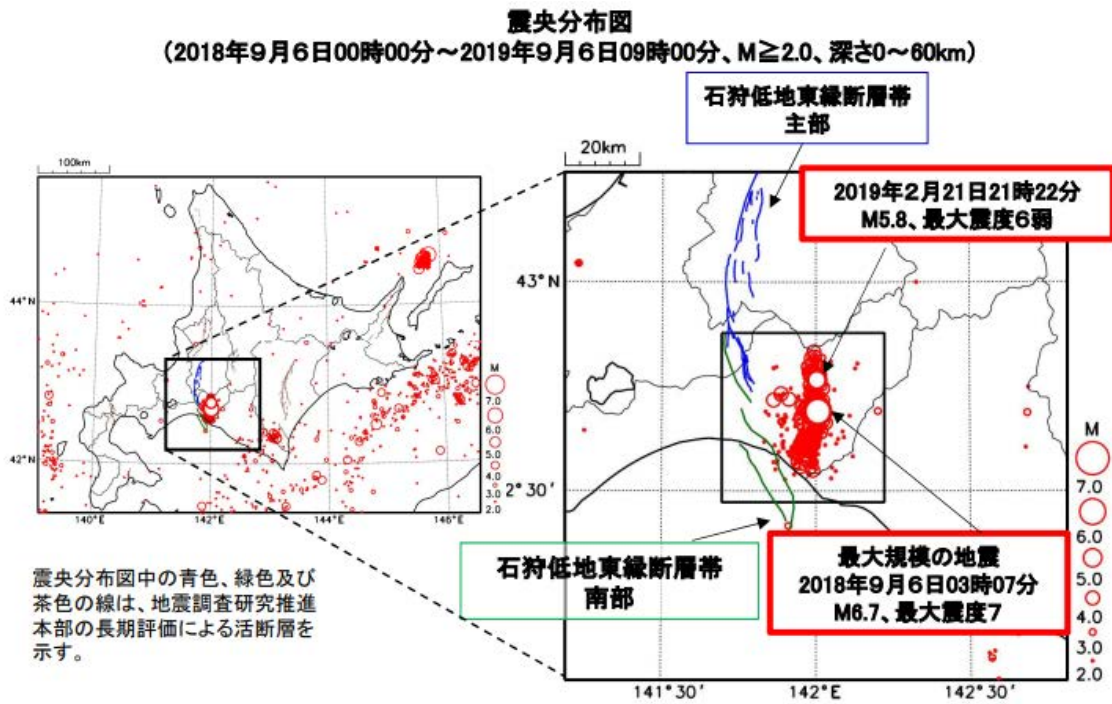 震央分布図
(2018年9月6日00時00分～2019年9月6日09時00分、M≧2.0、深さ0～60km)
石狩低地東縁断層帯
主部
100km
20km
2019年2月21日21時22分
M5.8、最大震度6弱
44°N
42°N
140°E
142°E
144°E
146°E
M
7.0
6.0
5.0
4.0
3.0
2.0
43°N
2°30′
141°30′
142°E
142°30′
M
7.0
6.0
5.0
4.0
3.0
2.0
石狩低地東縁断層帯
南部
最大規模の地震
2018年9月6日03時07分
M6.7、最大震度7
震央分布図中の青色、緑色及び
茶色の線は、地震調査研究推進
本部の長期評価による活断層を
示す。